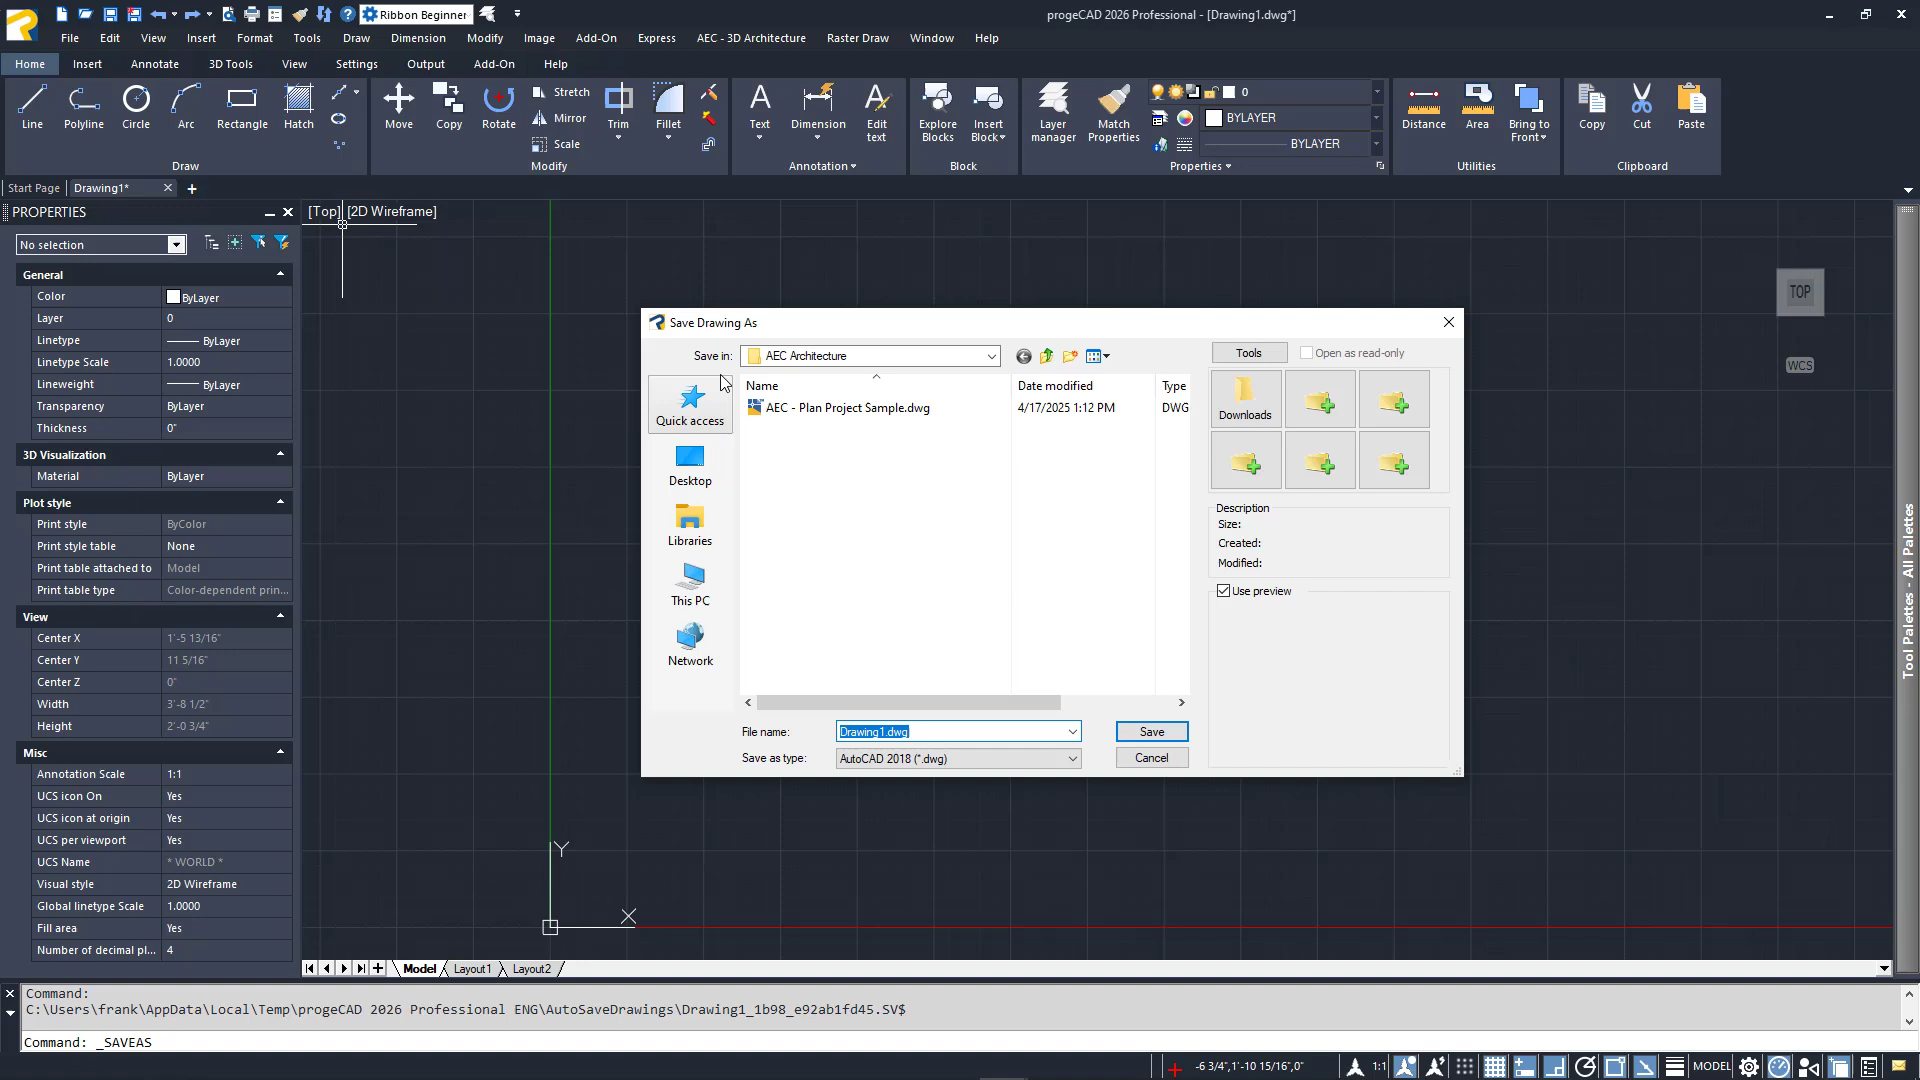 Ribbon Beginner
progeCAD 2026 Professional - [Drawing1.dwg*]
File Edit View Insert Format Tools Draw Dimension Modify Image Add-On Express AEC - 3D Architecture Raster Draw Window Help
Home Insert Annotate 3D Tools View Settings Output Add-On Help
Line Polyline Circle Arc Rectangle Hatch
Draw
Move Copy Rotate Stretch Mirror Scale Trim Fillet
Modify
Text Dimension Edit text
Annotation
Explore Blocks Insert Block
Block
Layer manager Match Properties 0 BYLAYER BYLAYER
Properties
Distance Area Bring to Front
Utilities
Copy Cut Paste
Clipboard
Start Page Drawing1*
PROPERTIES
No selection
General
Color ByLayer
Layer 0
Linetype ByLayer
Linetype Scale 1.0000
Lineweight ByLayer
Transparency ByLayer
Thickness 0"
3D Visualization
Material ByLayer
Plot style
Print style ByColor
Print style table None
Print table attached to Model
Print table type Color-dependent prin...
View
Center X 1'-5 13/16"
Center Y 11 5/16"
Center Z 0"
Width 3'-8 1/2"
Height 2'-0 3/4"
Misc
Annotation Scale 1:1
UCS icon On Yes
UCS icon at origin Yes
UCS per viewport Yes
UCS Name * WORLD *
Visual style 2D Wireframe
Global linetype Scale 1.0000
Fill area Yes
Number of decimal pl... 4
[Top] [2D Wireframe]
TOP
WCS
Tool Palettes - All Palettes
Y
X
Save Drawing As
Save in: AEC Architecture
Quick access
Desktop
Libraries
This PC
Network
Name Date modified Type
AEC - Plan Project Sample.dwg 4/17/2025 1:12 PM DWG
File name: Drawing1.dwg
Save as type: AutoCAD 2018 (*.dwg)
Save
Cancel
Tools Open as read-only
Downloads
Description
Size:
Created:
Modified:
Use preview
Model Layout1 Layout2
Command:
C:\Users\frank\AppData\Local\Temp\progeCAD 2026 Professional ENG\AutoSaveDrawings\Drawing1_1b98_e92ab1fd45.SV$
Command: _SAVEAS
-6 3/4",1'-10 15/16",0" 1:1 MODEL